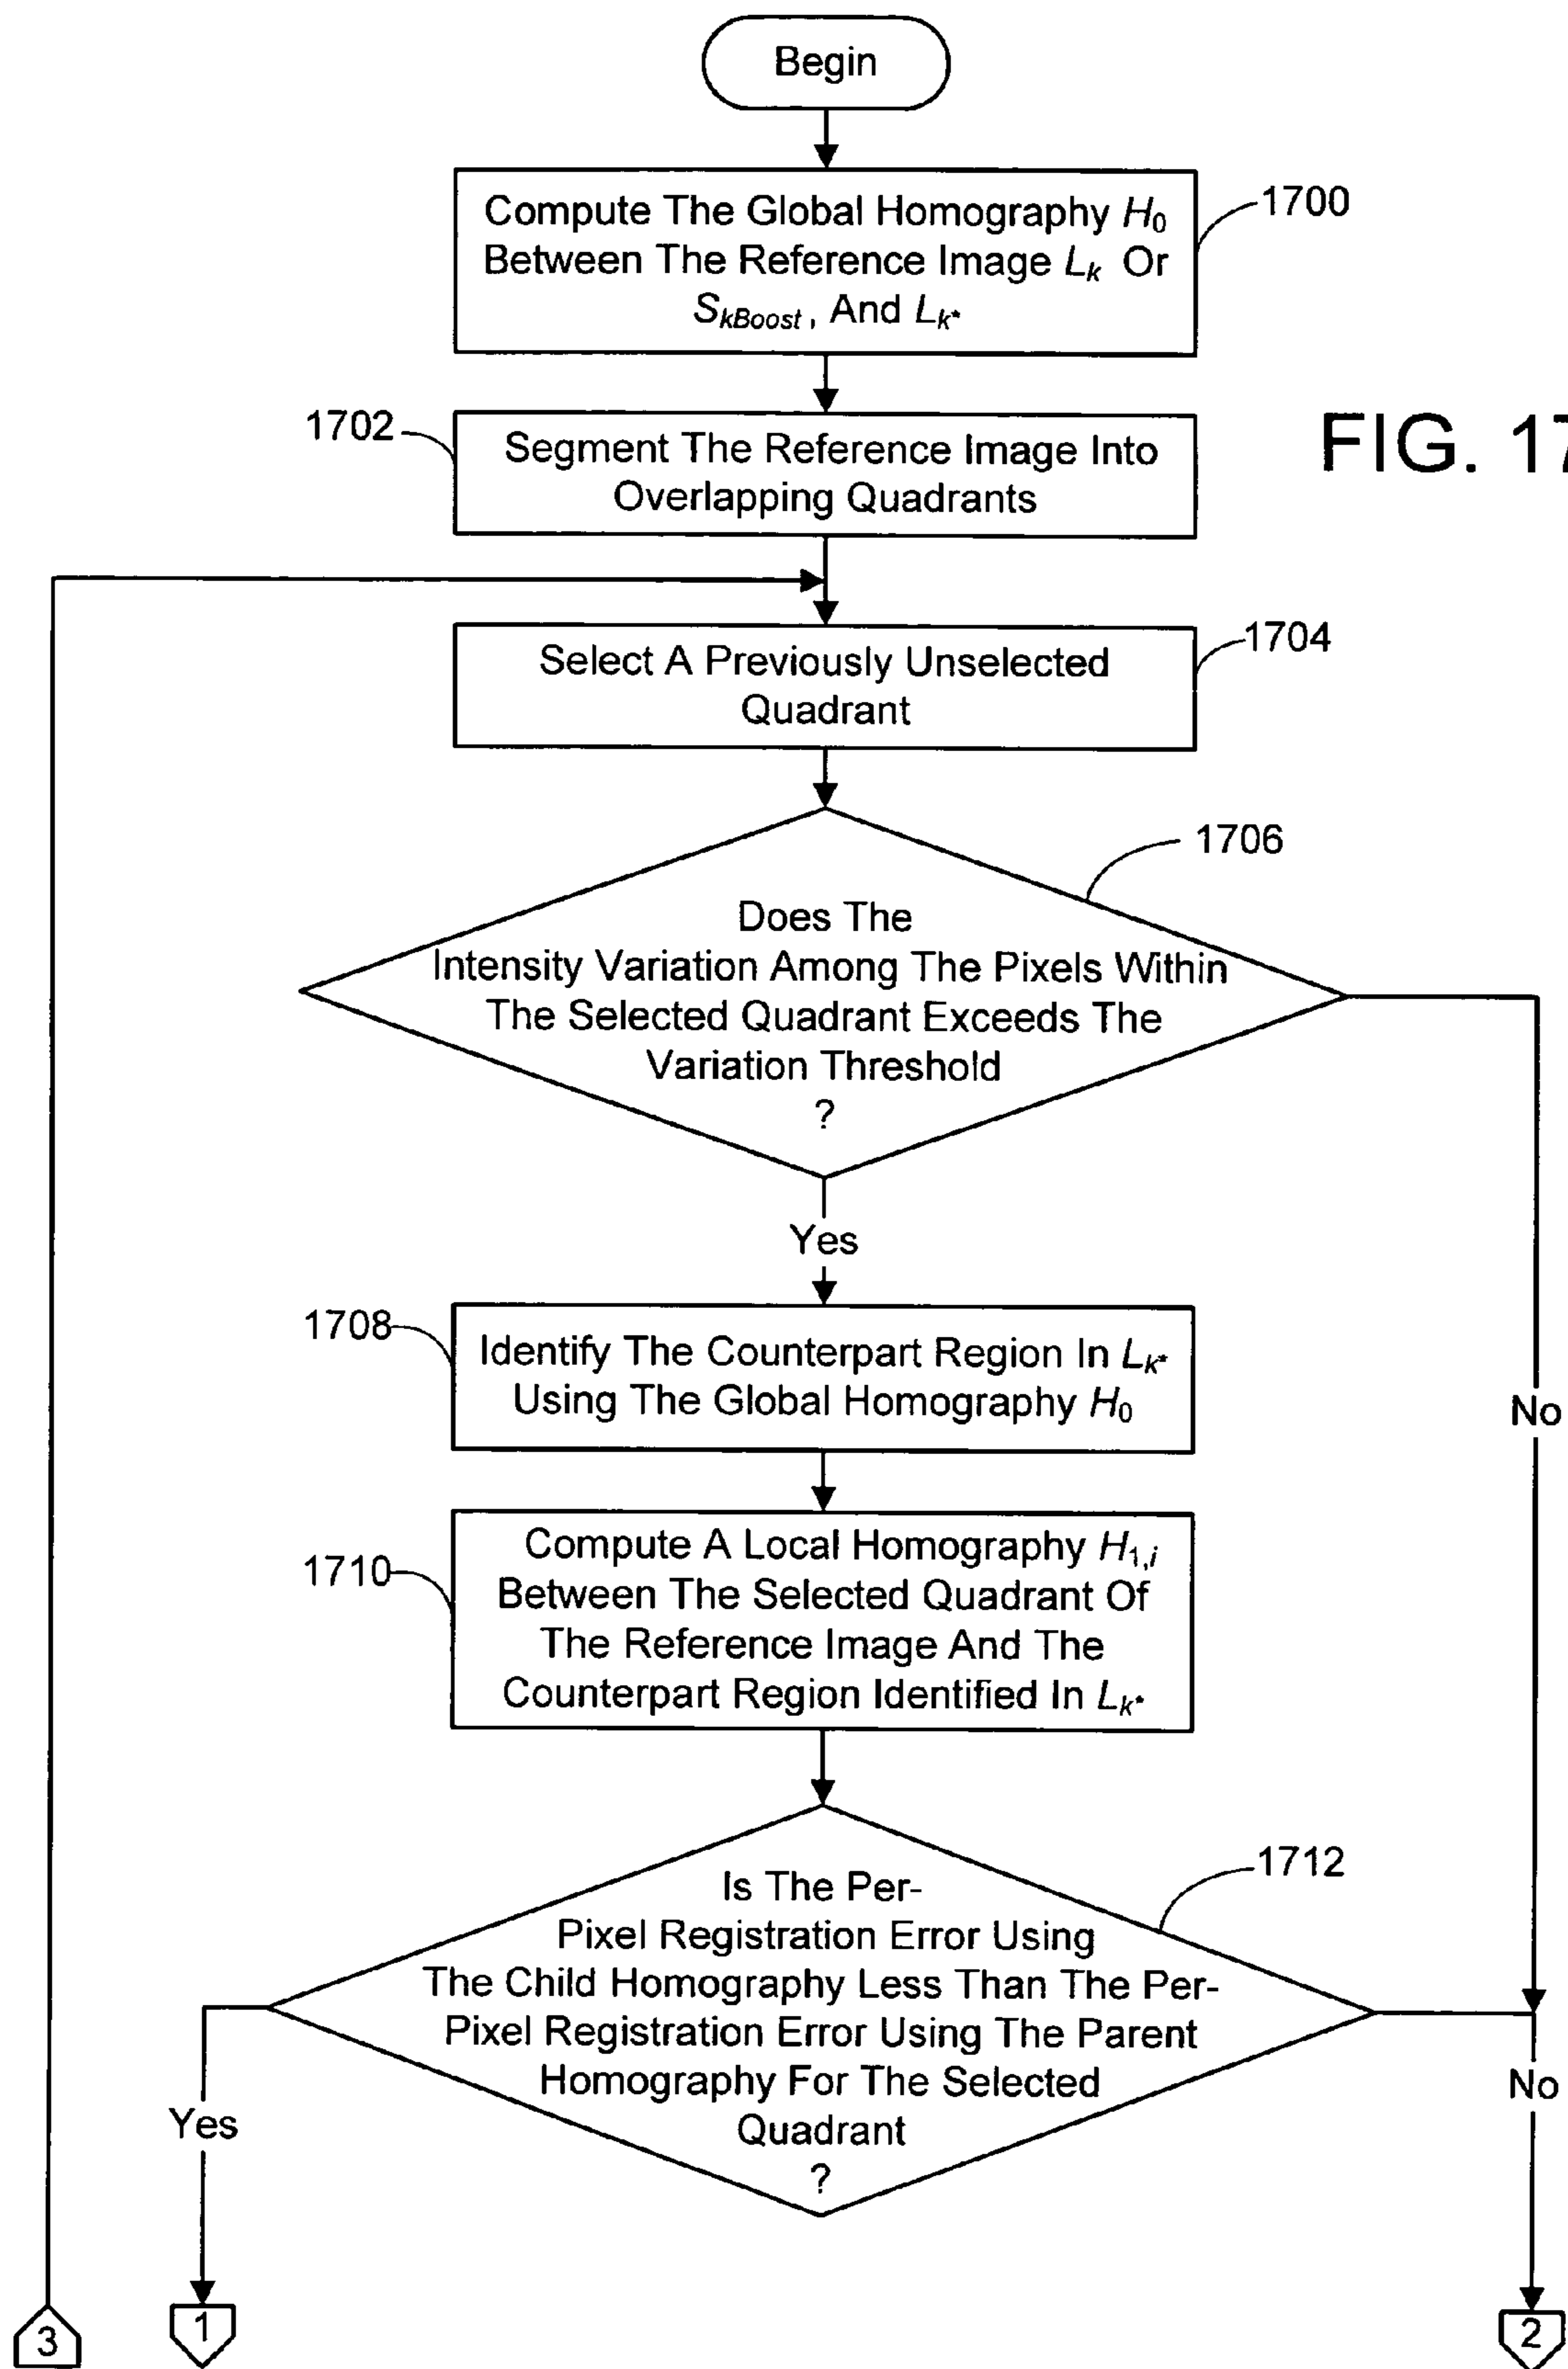 Begin
Compute The Global Homography H₀
Between The Reference Image Lₖ Or
SₖBoost, And Lₖ*
1700
1702
Segment The Reference Image Into
Overlapping Quadrants
FIG. 17
Select A Previously Unselected
Quadrant
1704
1706
Does The
Intensity Variation Among The Pixels Within
The Selected Quadrant Exceeds The
Variation Threshold
?
Yes
No
1708
Identify The Counterpart Region In Lₖ*
Using The Global Homography H₀
1710
Compute A Local Homography H₁,ᵢ
Between The Selected Quadrant Of
The Reference Image And The
Counterpart Region Identified In Lₖ*
1712
Is The Per-
Pixel Registration Error Using
The Child Homography Less Than The Per-
Pixel Registration Error Using The Parent
Homography For The Selected
Quadrant
?
Yes
No
3
1
2